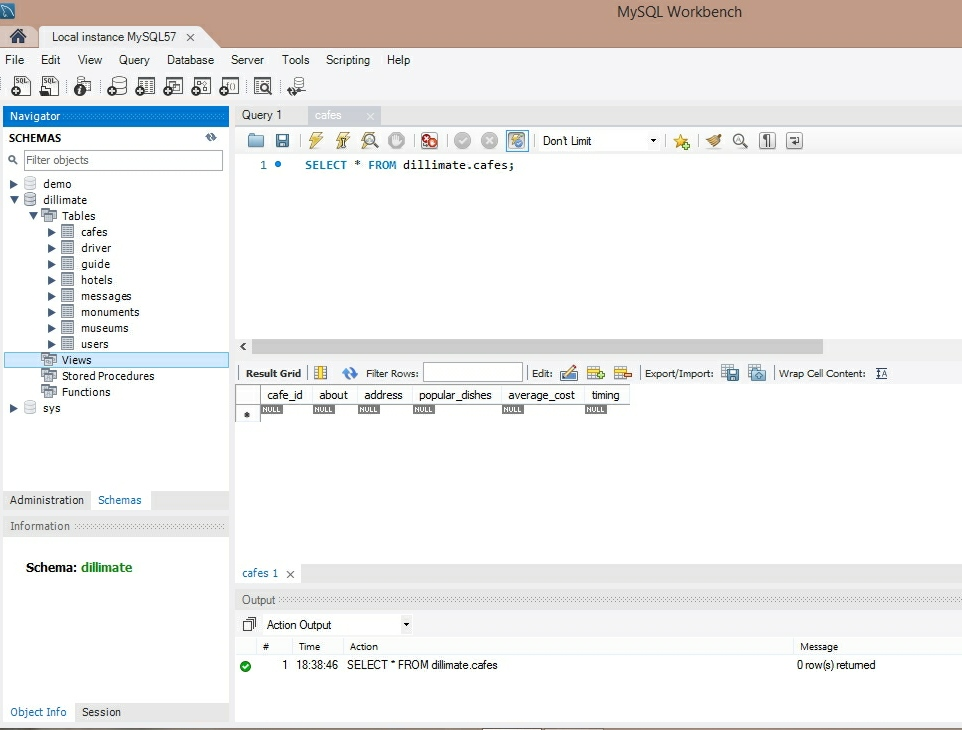 MySQL Workbench
Local instance MySQL57
File Edit View Query Database Server Tools Scripting Help
Navigator
SCHEMAS
Filter objects
demo
dillimate
Tables
cafes
driver
guide
hotels
messages
monuments
museums
users
Views
Stored Procedures
Functions
sys
Administration Schemas
Information
Schema: dillimate
Object Info Session
Query 1 cafes
Don't Limit
1 SELECT * FROM dillimate.cafes;
Result Grid Filter Rows: Edit: Export/Import: Wrap Cell Content:
cafe_id about address popular_dishes average_cost timing
NULL NULL NULL NULL NULL NULL
cafes 1
Output
Action Output
# Time Action Message
1 18:38:46 SELECT * FROM dillimate.cafes 0 row(s) returned